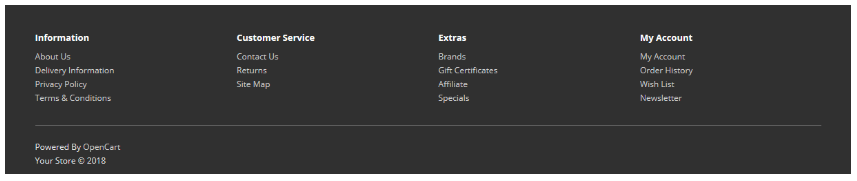 Information
About Us
Delivery Information
Privacy Policy
Terms & Conditions
Customer Service
Contact Us
Returns
Site Map
Extras
Brands
Gift Certificates
Affiliate
Specials
My Account
My Account
Order History
Wish List
Newsletter
Powered By OpenCart
Your Store © 2018